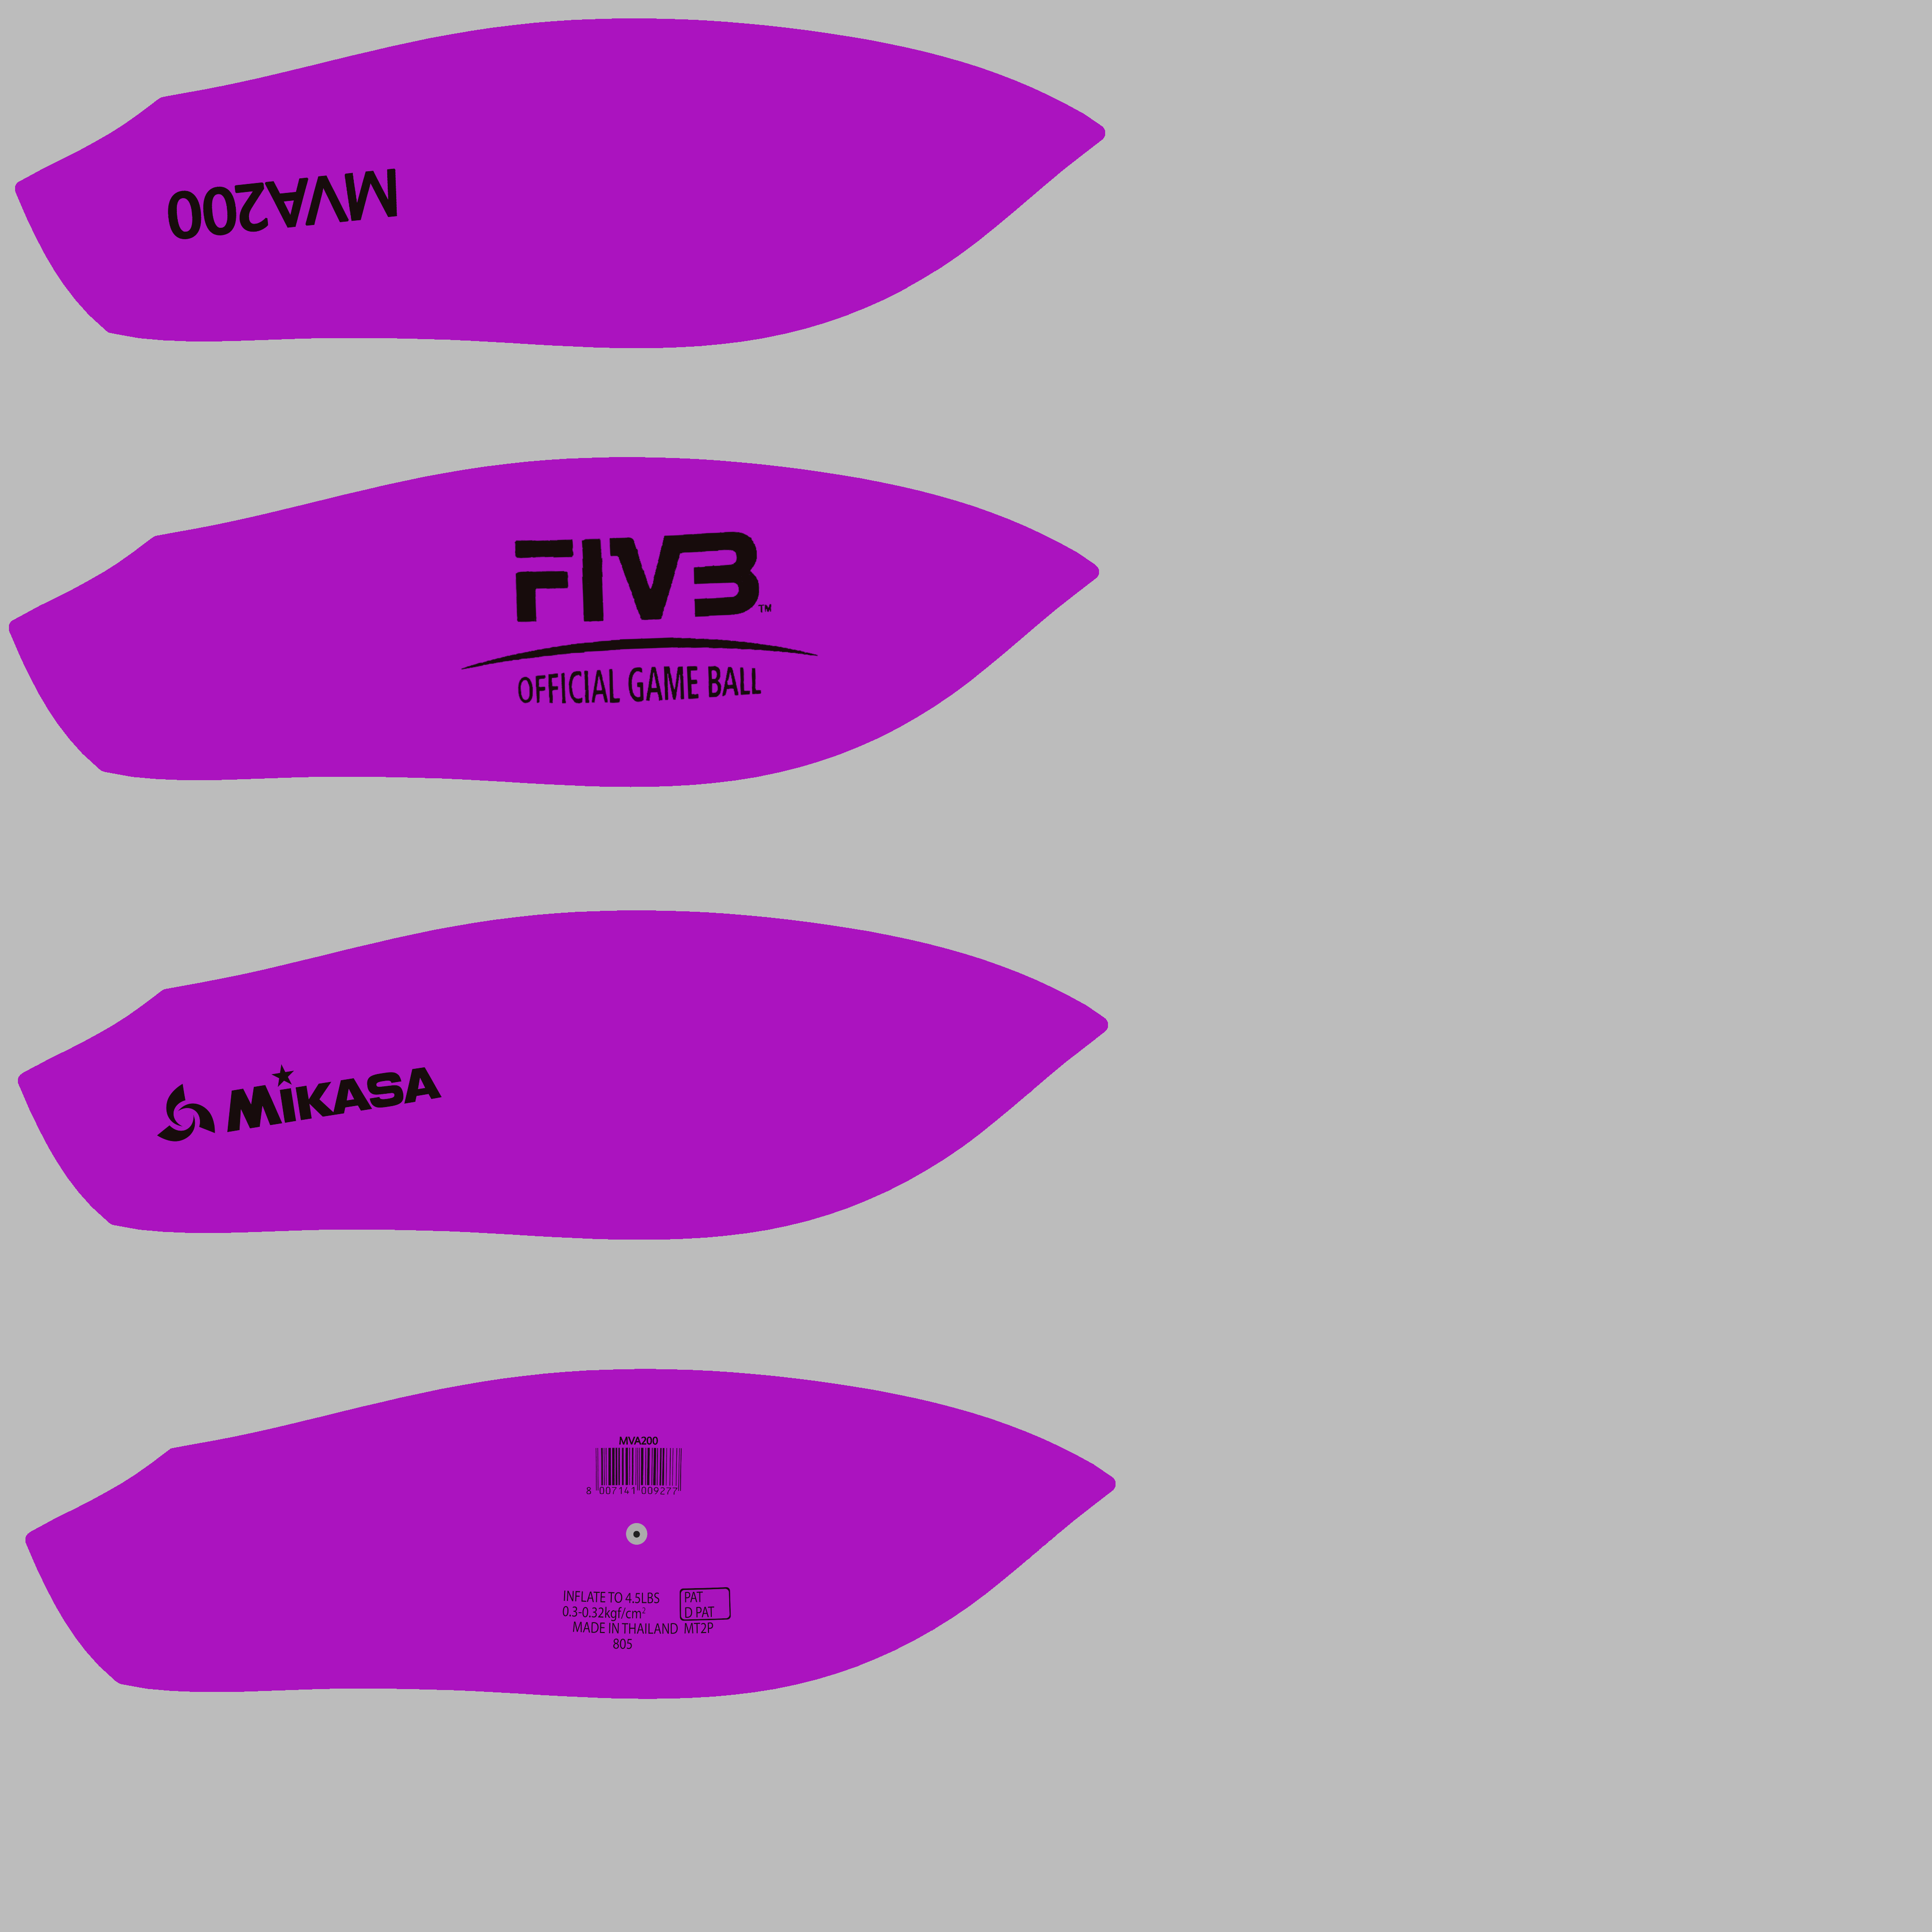 MVA200
FIVB™
OFFICIAL GAME BALL
MiKASA
MVA200
8 007141 009277
INFLATE TO 4.5LBS PAT
0.3-0.32kgf/cm² D PAT
MADE IN THAILAND MT2P
805